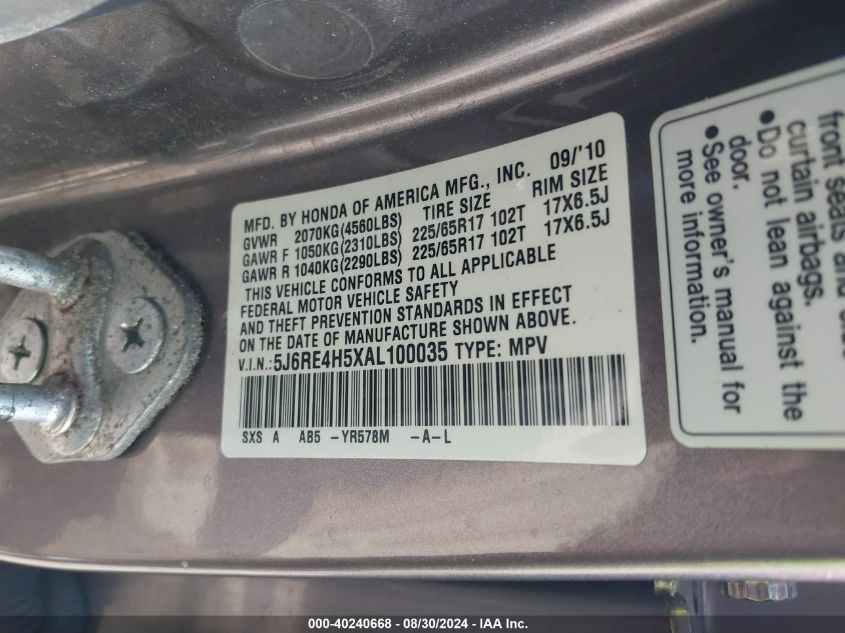 MFD. BY HONDA OF AMERICA MFG., INC. 09/'10
GVWR 2070KG(4560LBS) TIRE SIZE RIM SIZE
GAWR F 1050KG(2310LBS) 225/65R17 102T 17X6.5J
GAWR R 1040KG(2290LBS) 225/65R17 102T 17X6.5J
THIS VEHICLE CONFORMS TO ALL APPLICABLE
FEDERAL MOTOR VEHICLE SAFETY
AND THEFT PREVENTION STANDARDS IN EFFECT
ON THE DATE OF MANUFACTURE SHOWN ABOVE.
V.I.N.: 5J6RE4H5XAL100035 TYPE: MPV
SXS A AB5 -YR578M -A-L
front seats and
curtain airbags.
•Do not lean against the
door.
•See owner's manual for
more information.
000-40240668 - 08/30/2024 - IAA Inc.